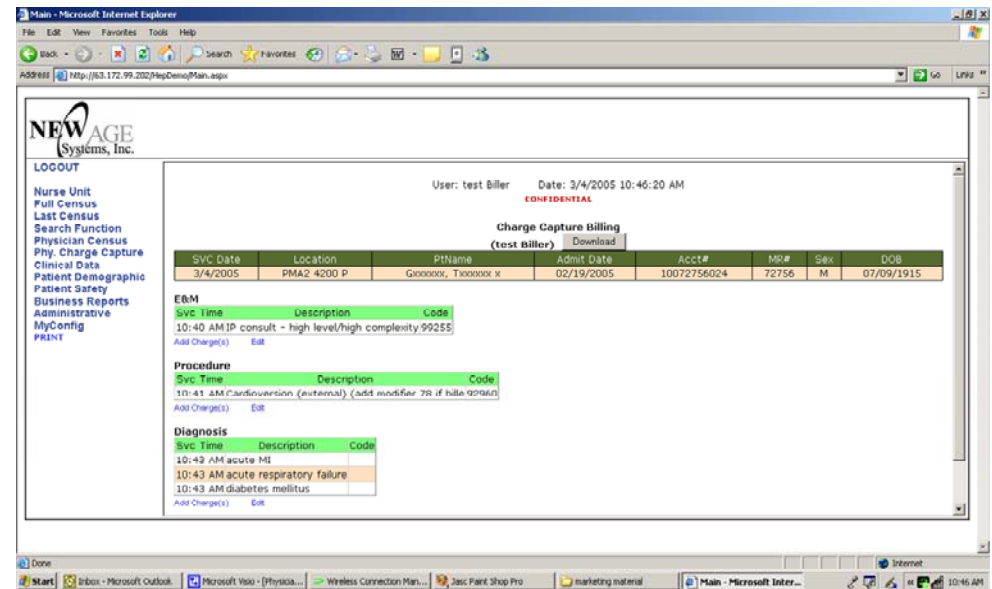 Main - Microsoft Internet Explorer
File Edit View Favorites Tools Help
Back Search Favorites
Address http://63.172.99.202/HepDemo/Main.aspx Go Links »
NEW AGE
Systems, Inc.
LOGOUT
Nurse Unit
Full Census
Last Census
Search Function
Physician Census
Phy. Charge Capture
Clinical Data
Patient Demographic
Patient Safety
Business Reports
Administrative
MyConfig
PRINT
User: test Biller Date: 3/4/2005 10:46:20 AM
CONFIDENTIAL
Charge Capture Billing
(test Biller) Download
SVC Date Location PtName Admit Date Acct# MR# Sex DOB
3/4/2005 PMA2 4200 P Gxxxxxx, Txxxxxx x 02/19/2005 10072756024 72756 M 07/09/1915
E&M
Svc Time Description Code
10:40 AM IP consult - high level/high complexity 99255
Add Charge(s) Edit
Procedure
Svc Time Description Code
10:41 AM Cardioversion (external) (add modifier 78 if bille 92960
Add Charge(s) Edit
Diagnosis
Svc Time Description Code
10:43 AM acute MI
10:43 AM acute respiratory failure
10:43 AM diabetes mellitus
Add Charge(s) Edit
Done Internet
Start Inbox - Microsoft Outlook Microsoft Visio - [Physicia... Wireless Connection Man... Jasc Paint Shop Pro marketing material Main - Microsoft Inter... « 10:46 AM